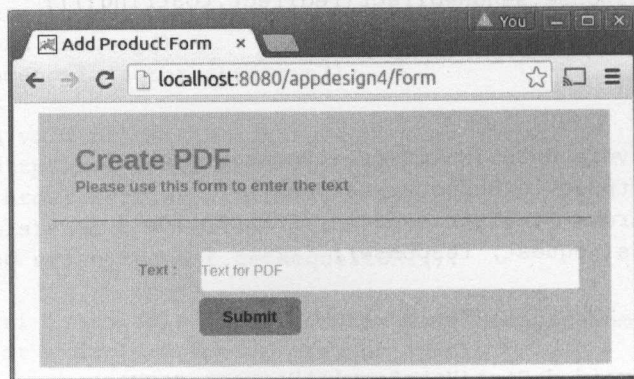 You
Add Product Form
localhost:8080/appdesign4/form
Create PDF
Please use this form to enter the text
Text :
Text for PDF
Submit